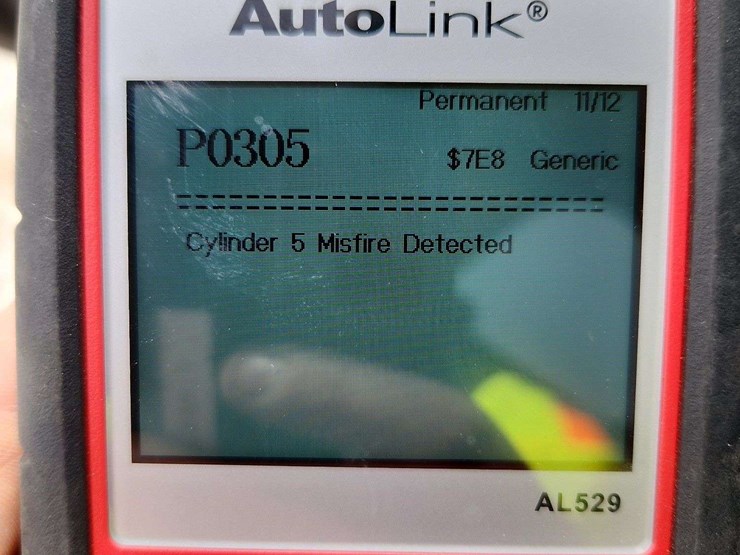 AutoLink®
Permanent 11/12
P0305 $7E8 Generic
================================
Cylinder 5 Misfire Detected
AL529